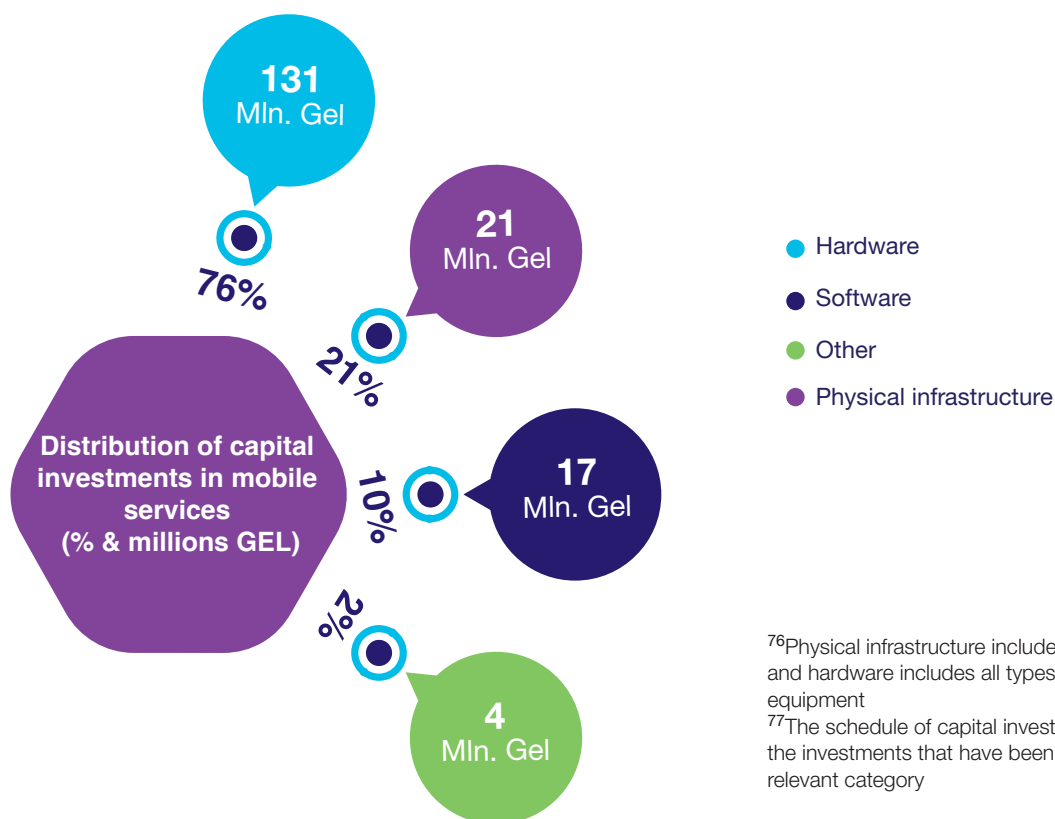 131
Mln. Gel
76%
21
Mln. Gel
21%
17
Mln. Gel
10%
4
Mln. Gel
2%
Distribution of capital
investments in mobile
services
(% & millions GEL)
Hardware
Software
Other
Physical infrastructure
76Physical infrastructure include
and hardware includes all types
equipment
77The schedule of capital invest
the investments that have been
relevant category